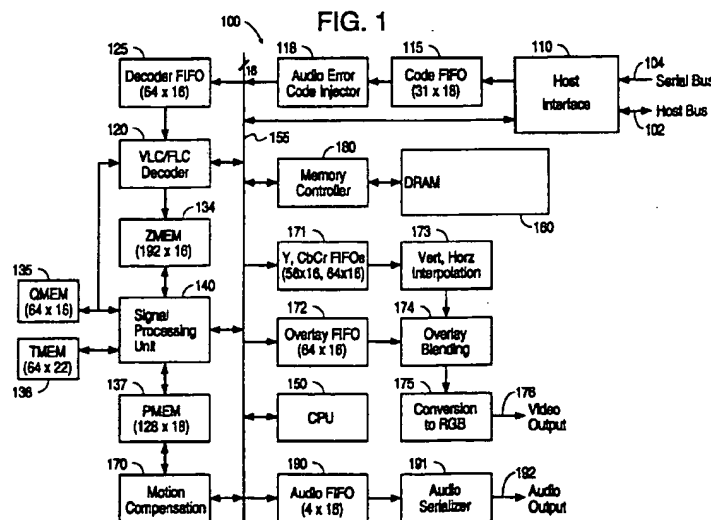 FIG. 1
100
125
Decoder FIFO
(64 x 16)
16
118
Audio Error
Code Injector
115
Code FIFO
(31 x 16)
110
Host
Interface
104
Serial Bus
Host Bus
102
155
120
VLC/FLC
Decoder
180
Memory
Controller
DRAM
160
134
ZMEM
(192 x 16)
171
Y, CbCr FIFOs
(56x16, 64x16)
173
Vert, Horz
Interpolation
135
QMEM
(64 x 16)
140
Signal
Processing
Unit
172
Overlay FIFO
(64 x 16)
174
Overlay
Blending
TMEM
(64 x 22)
136
137
PMEM
(128 x 18)
150
CPU
175
Conversion
to RGB
176
Video
Output
170
Motion
Compensation
190
Audio FIFO
(4 x 16)
191
Audio
Serializer
192
Audio
Output